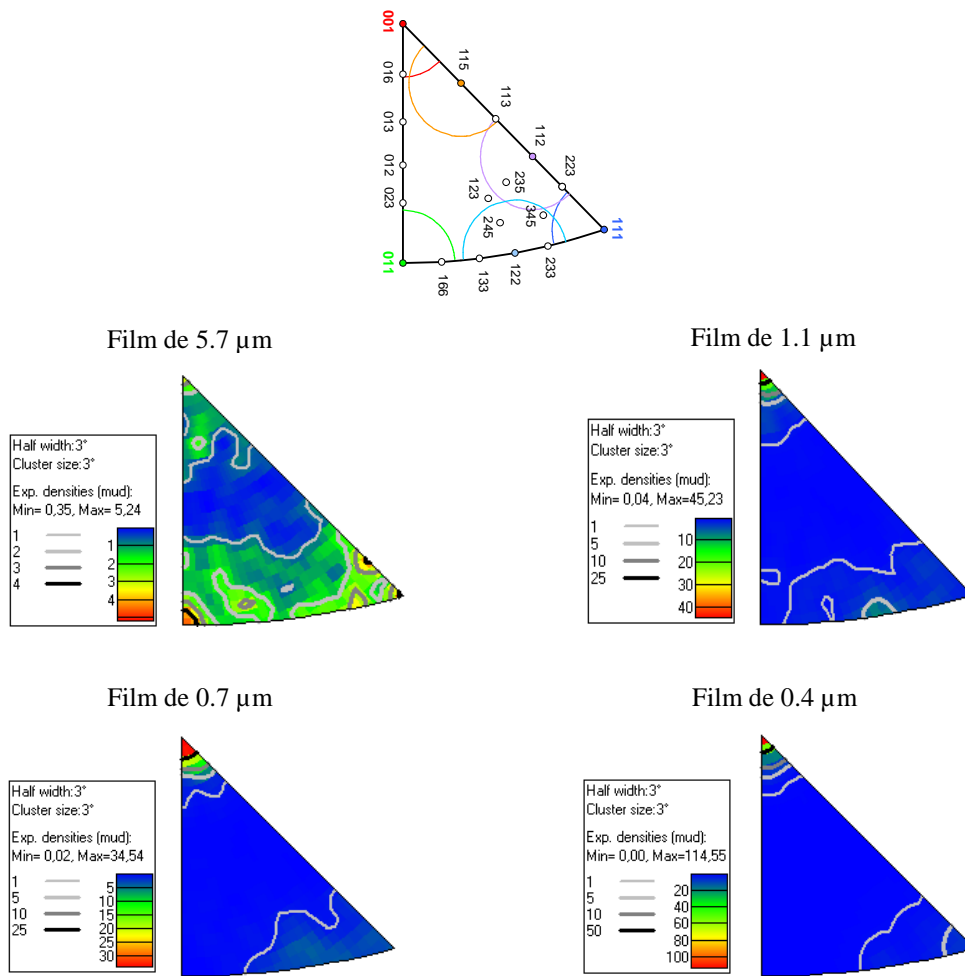 001
016
115
013
113
012
112
023
123
235
223
245
345
111
011
166
133
122
233
Film de 5.7 µm
Film de 1.1 µm
Half width:3°
Cluster size:3°
Exp. densities (mud):
Min= 0,35, Max= 5,24
1
2
3
4
1
2
3
4
Half width:3°
Cluster size:3°
Exp. densities (mud):
Min= 0,04, Max=45,23
1
5
10
25
10
20
30
40
Film de 0.7 µm
Film de 0.4 µm
Half width:3°
Cluster size:3°
Exp. densities (mud):
Min= 0,02, Max=34,54
1
5
10
25
5
10
15
20
25
30
Half width:3°
Cluster size:3°
Exp. densities (mud):
Min= 0,00, Max=114,55
1
5
10
50
20
40
60
80
100